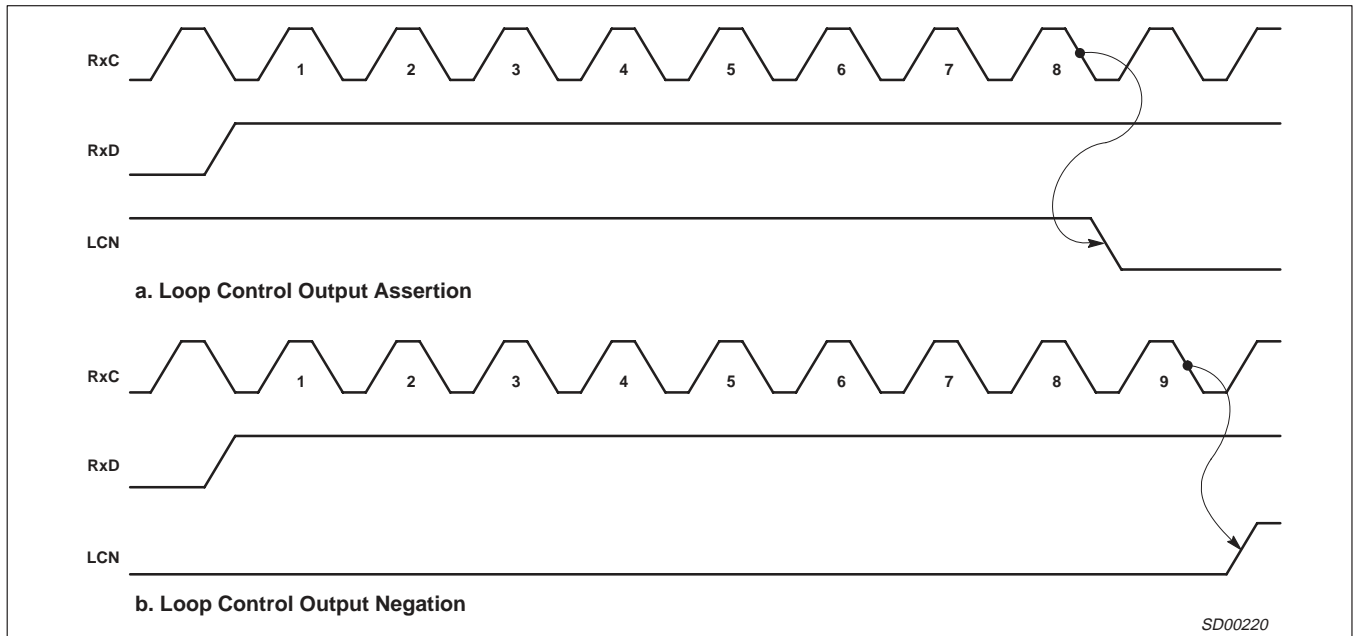 RxC
1 2 3 4 5 6 7 8
RxD
LCN
a. Loop Control Output Assertion
RxC
1 2 3 4 5 6 7 8 9
RxD
LCN
b. Loop Control Output Negation
SD00220